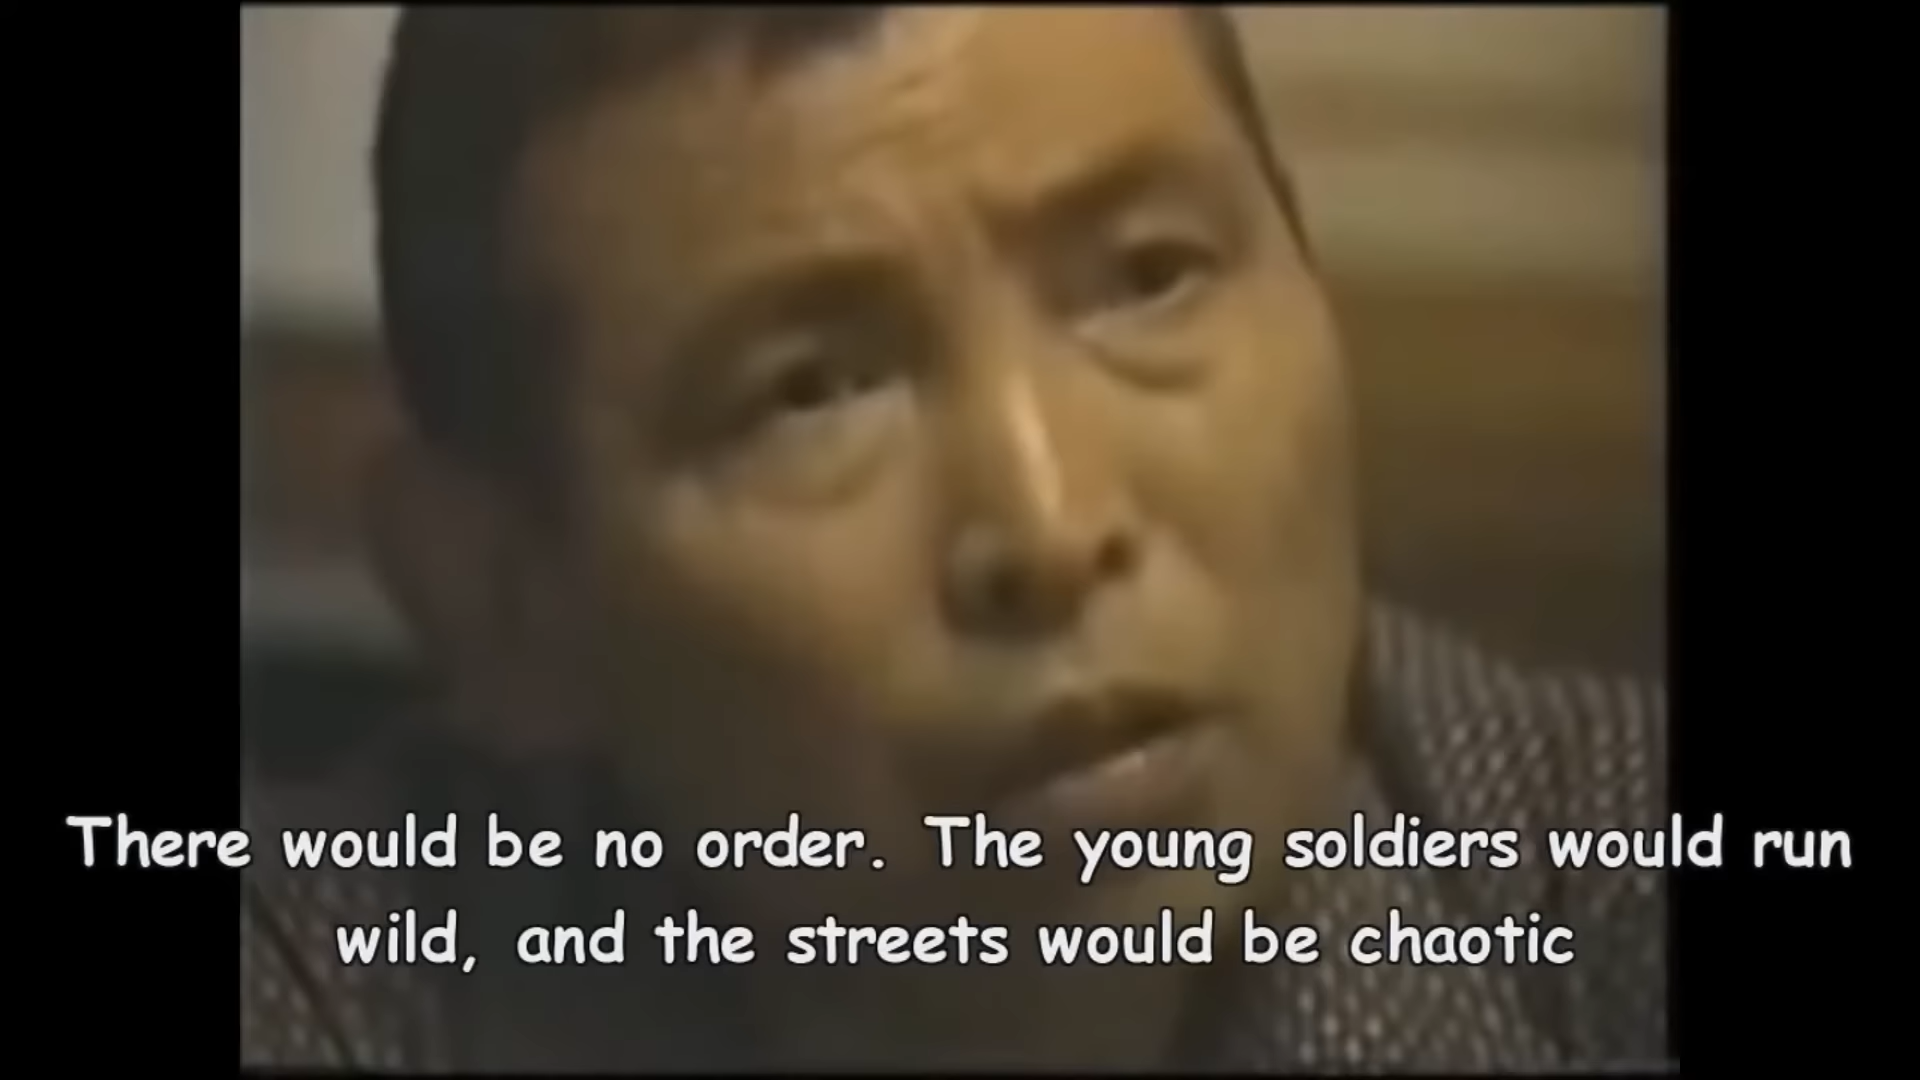 There would be no order. The young soldiers would run
wild, and the streets would be chaotic